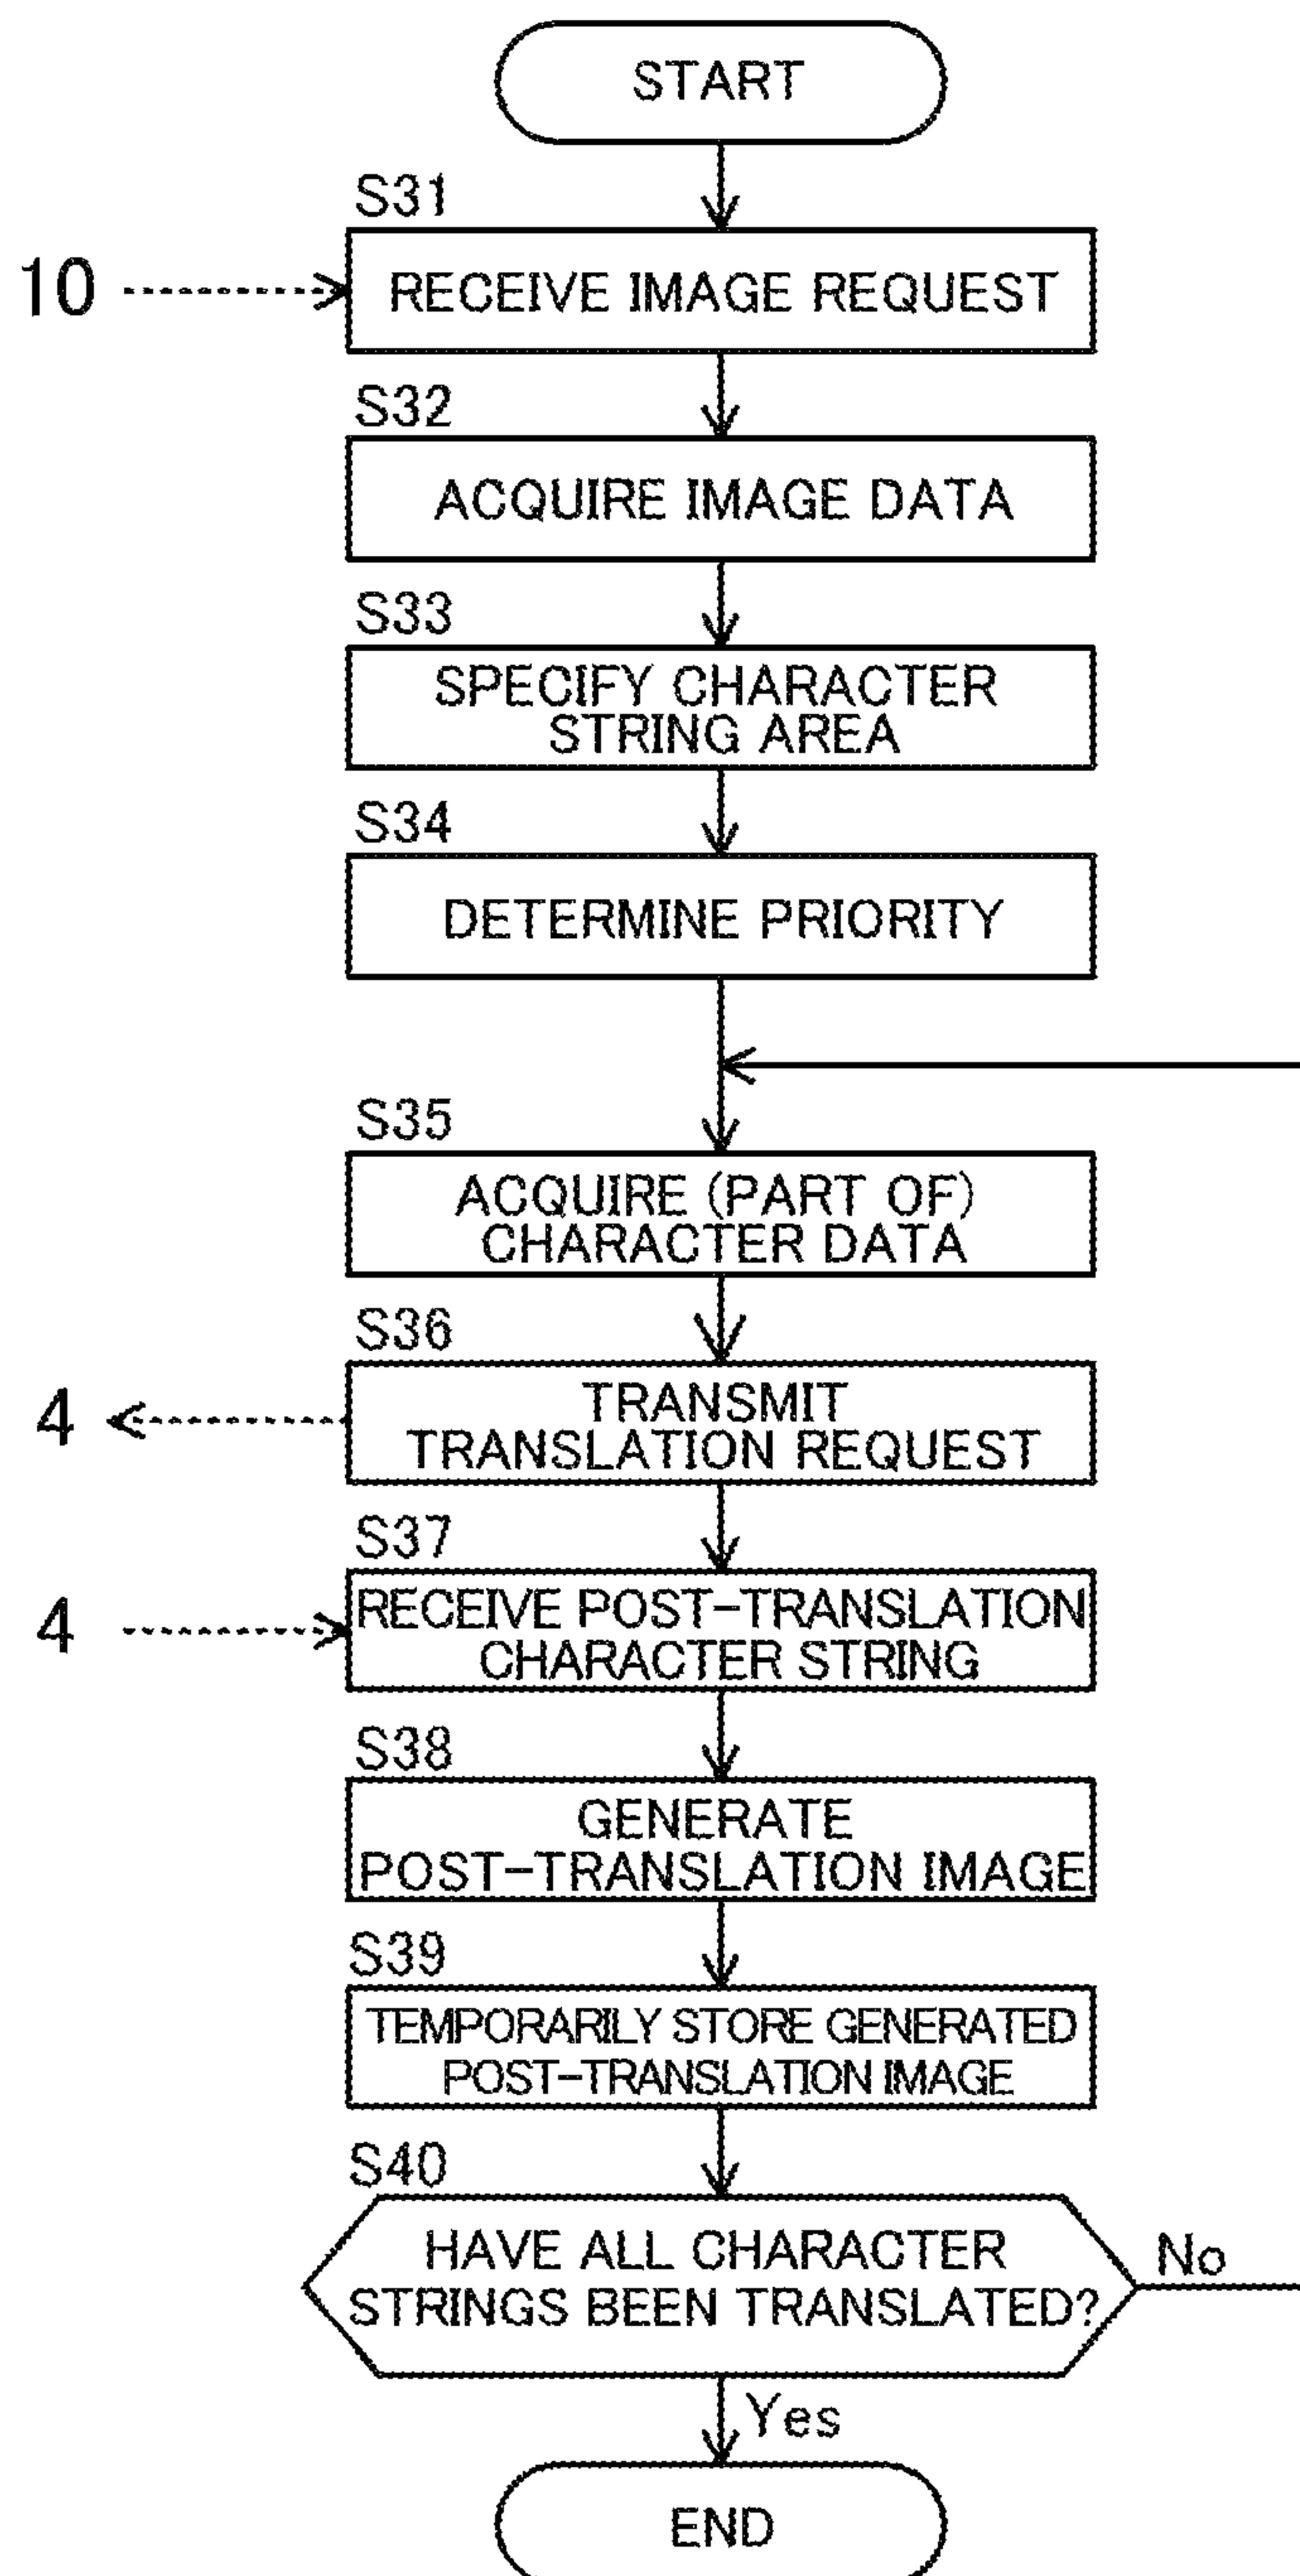 START
S31
10
RECEIVE IMAGE REQUEST
S32
ACQUIRE IMAGE DATA
S33
SPECIFY CHARACTER
STRING AREA
S34
DETERMINE PRIORITY
S35
ACQUIRE (PART OF)
CHARACTER DATA
S36
4
TRANSMIT
TRANSLATION REQUEST
S37
4
RECEIVE POST-TRANSLATION
CHARACTER STRING
S38
GENERATE
POST-TRANSLATION IMAGE
S39
TEMPORARILY STORE GENERATED
POST-TRANSLATION IMAGE
S40
HAVE ALL CHARACTER
STRINGS BEEN TRANSLATED?
No
Yes
END